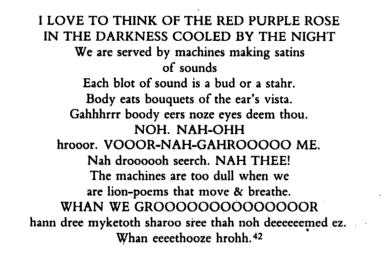 I LOVE TO THINK OF THE RED PURPLE ROSE
IN THE DARKNESS COOLED BY THE NIGHT
We are served by machines making satins
of sounds
Each blot of sound is a bud or a stahr.
Body eats bouquets of the ear's vista.
Gahhhrrr boody eers noze eyes deem thou.
NOH. NAH-OHH
hrooor. VOOOR-NAH-GAHROOOOO ME.
Nah droooooh seerch. NAH THEE!
The machines are too dull when we
are lion-poems that move & breathe.
WHAN WE GROOOOOOOOOOOOOOR
hann dree myketoth sharoo sree thah noh deeeeeemed ez.
Whan eeeethooze hrohh.42